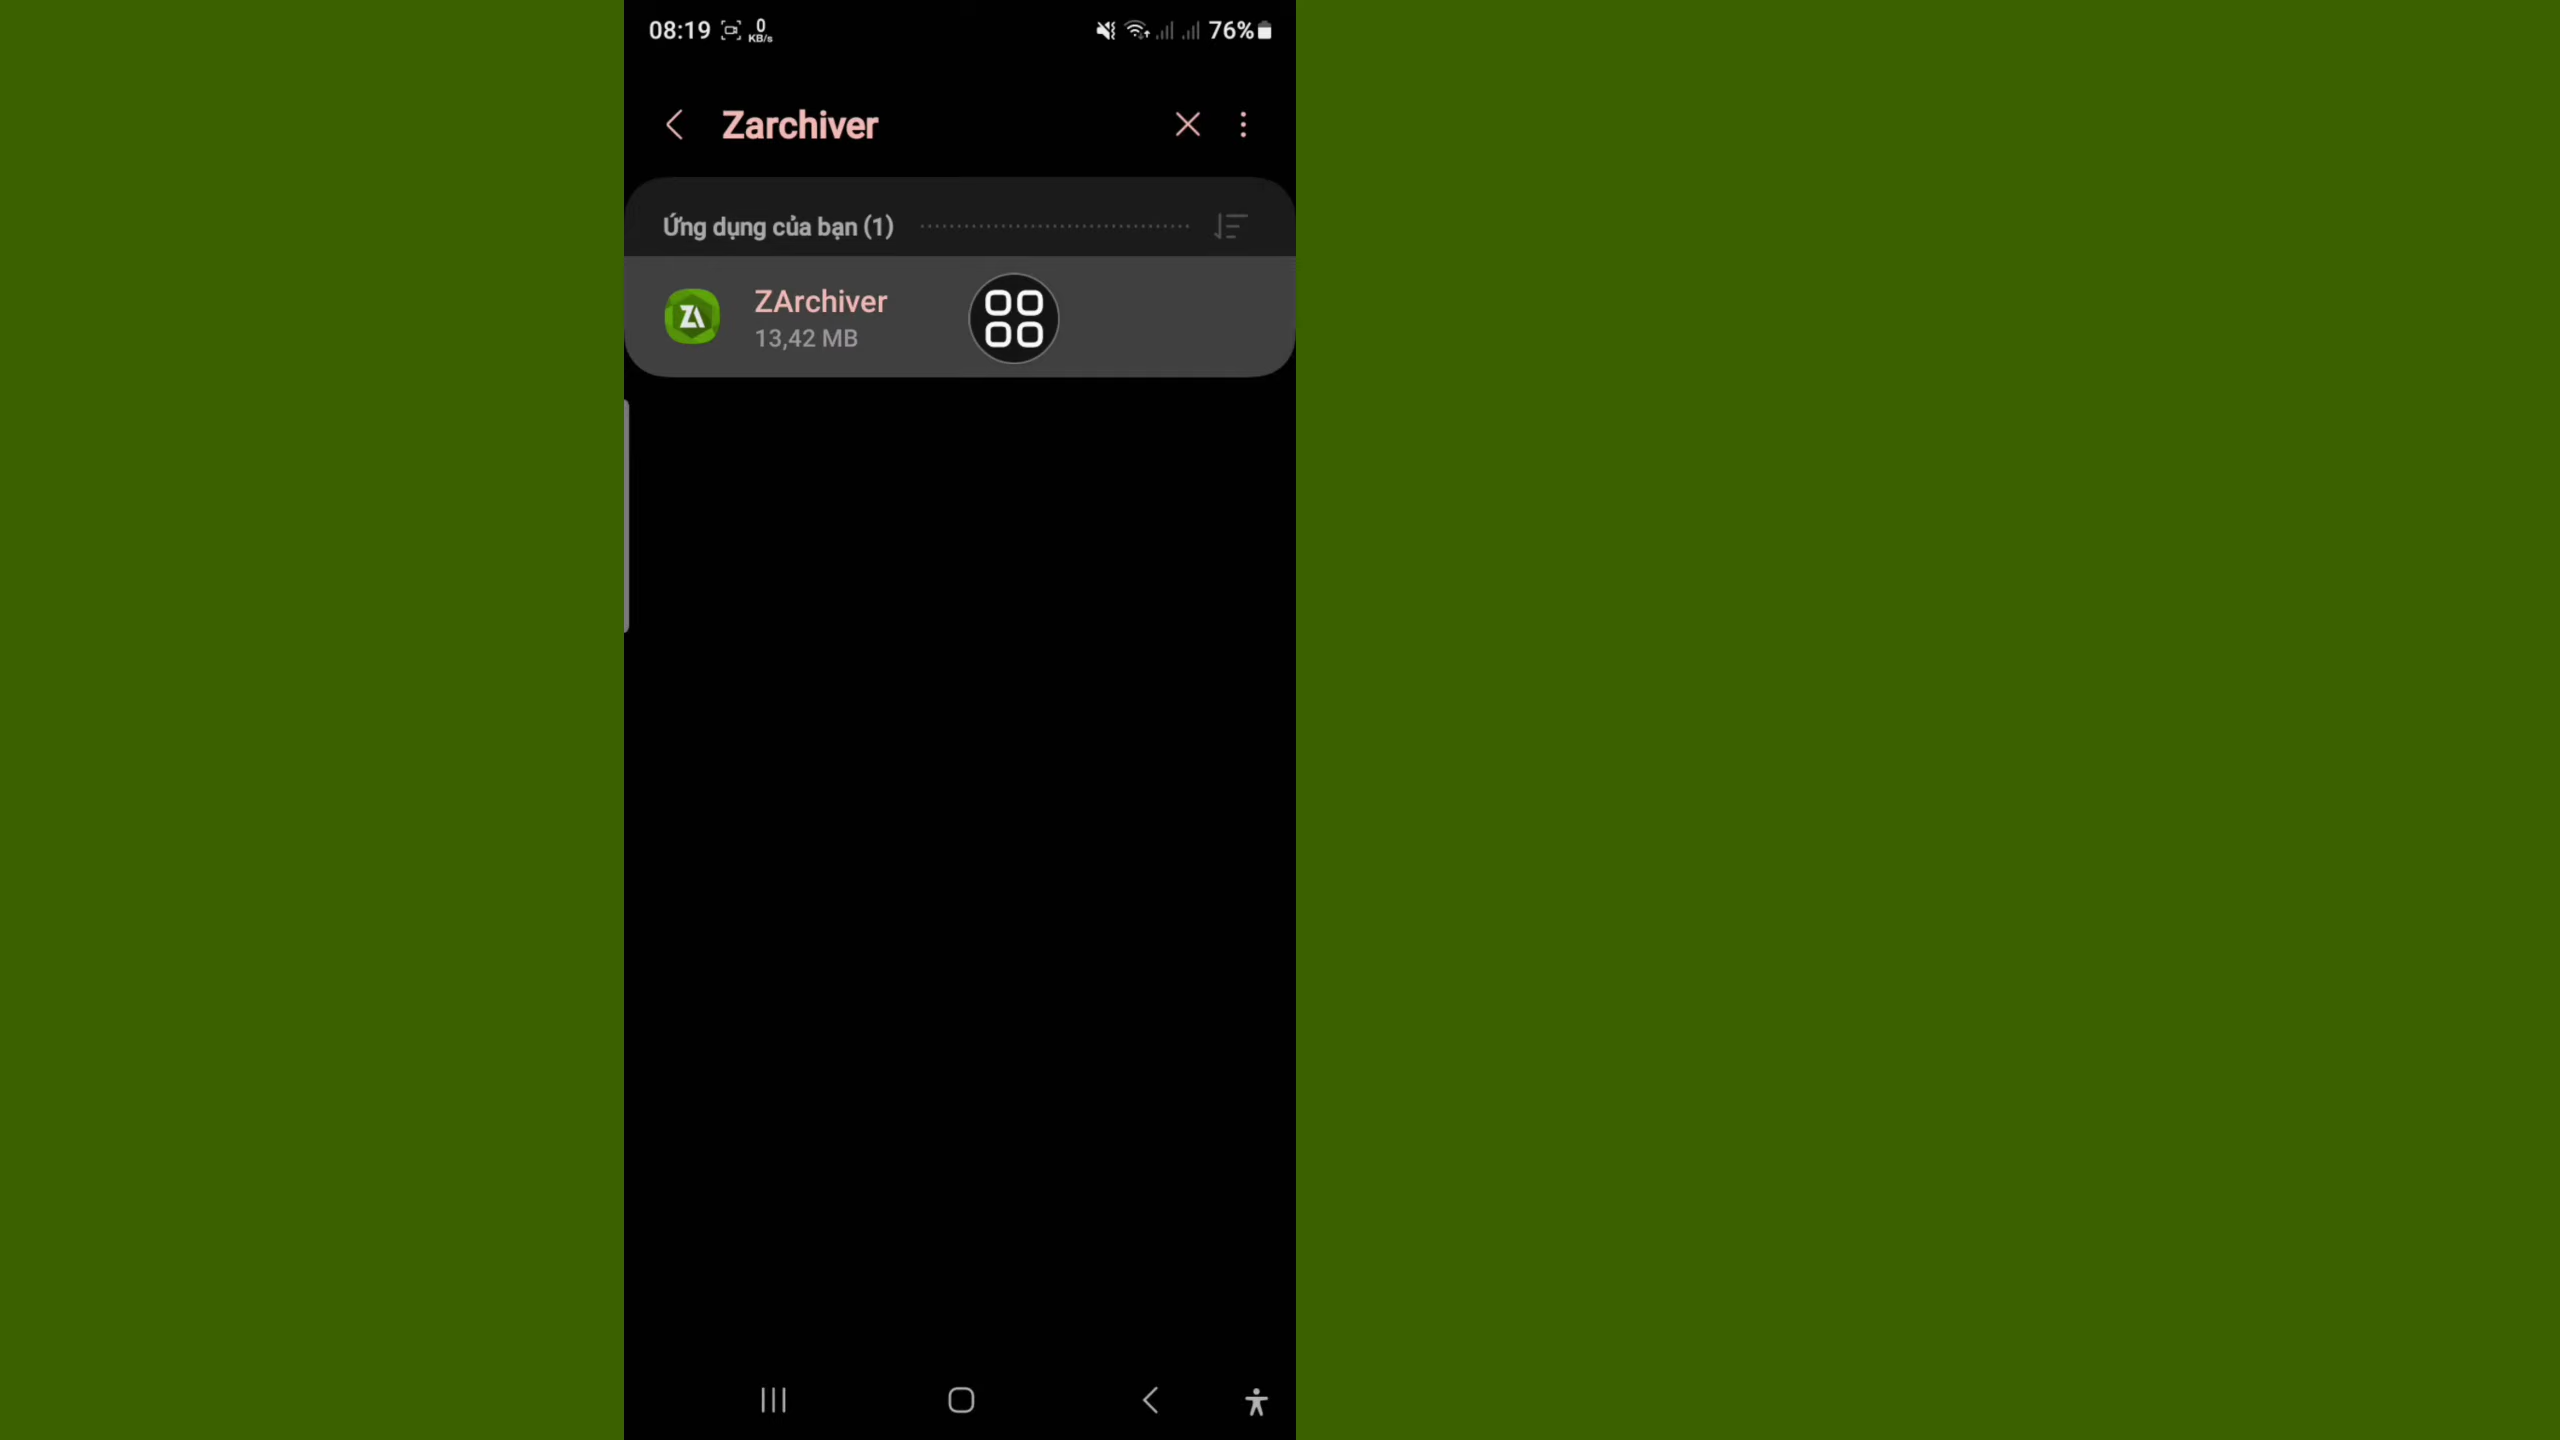 08:19 0 KB/s 76%
Zarchiver
Ứng dụng của bạn (1)
ZArchiver
13,42 MB